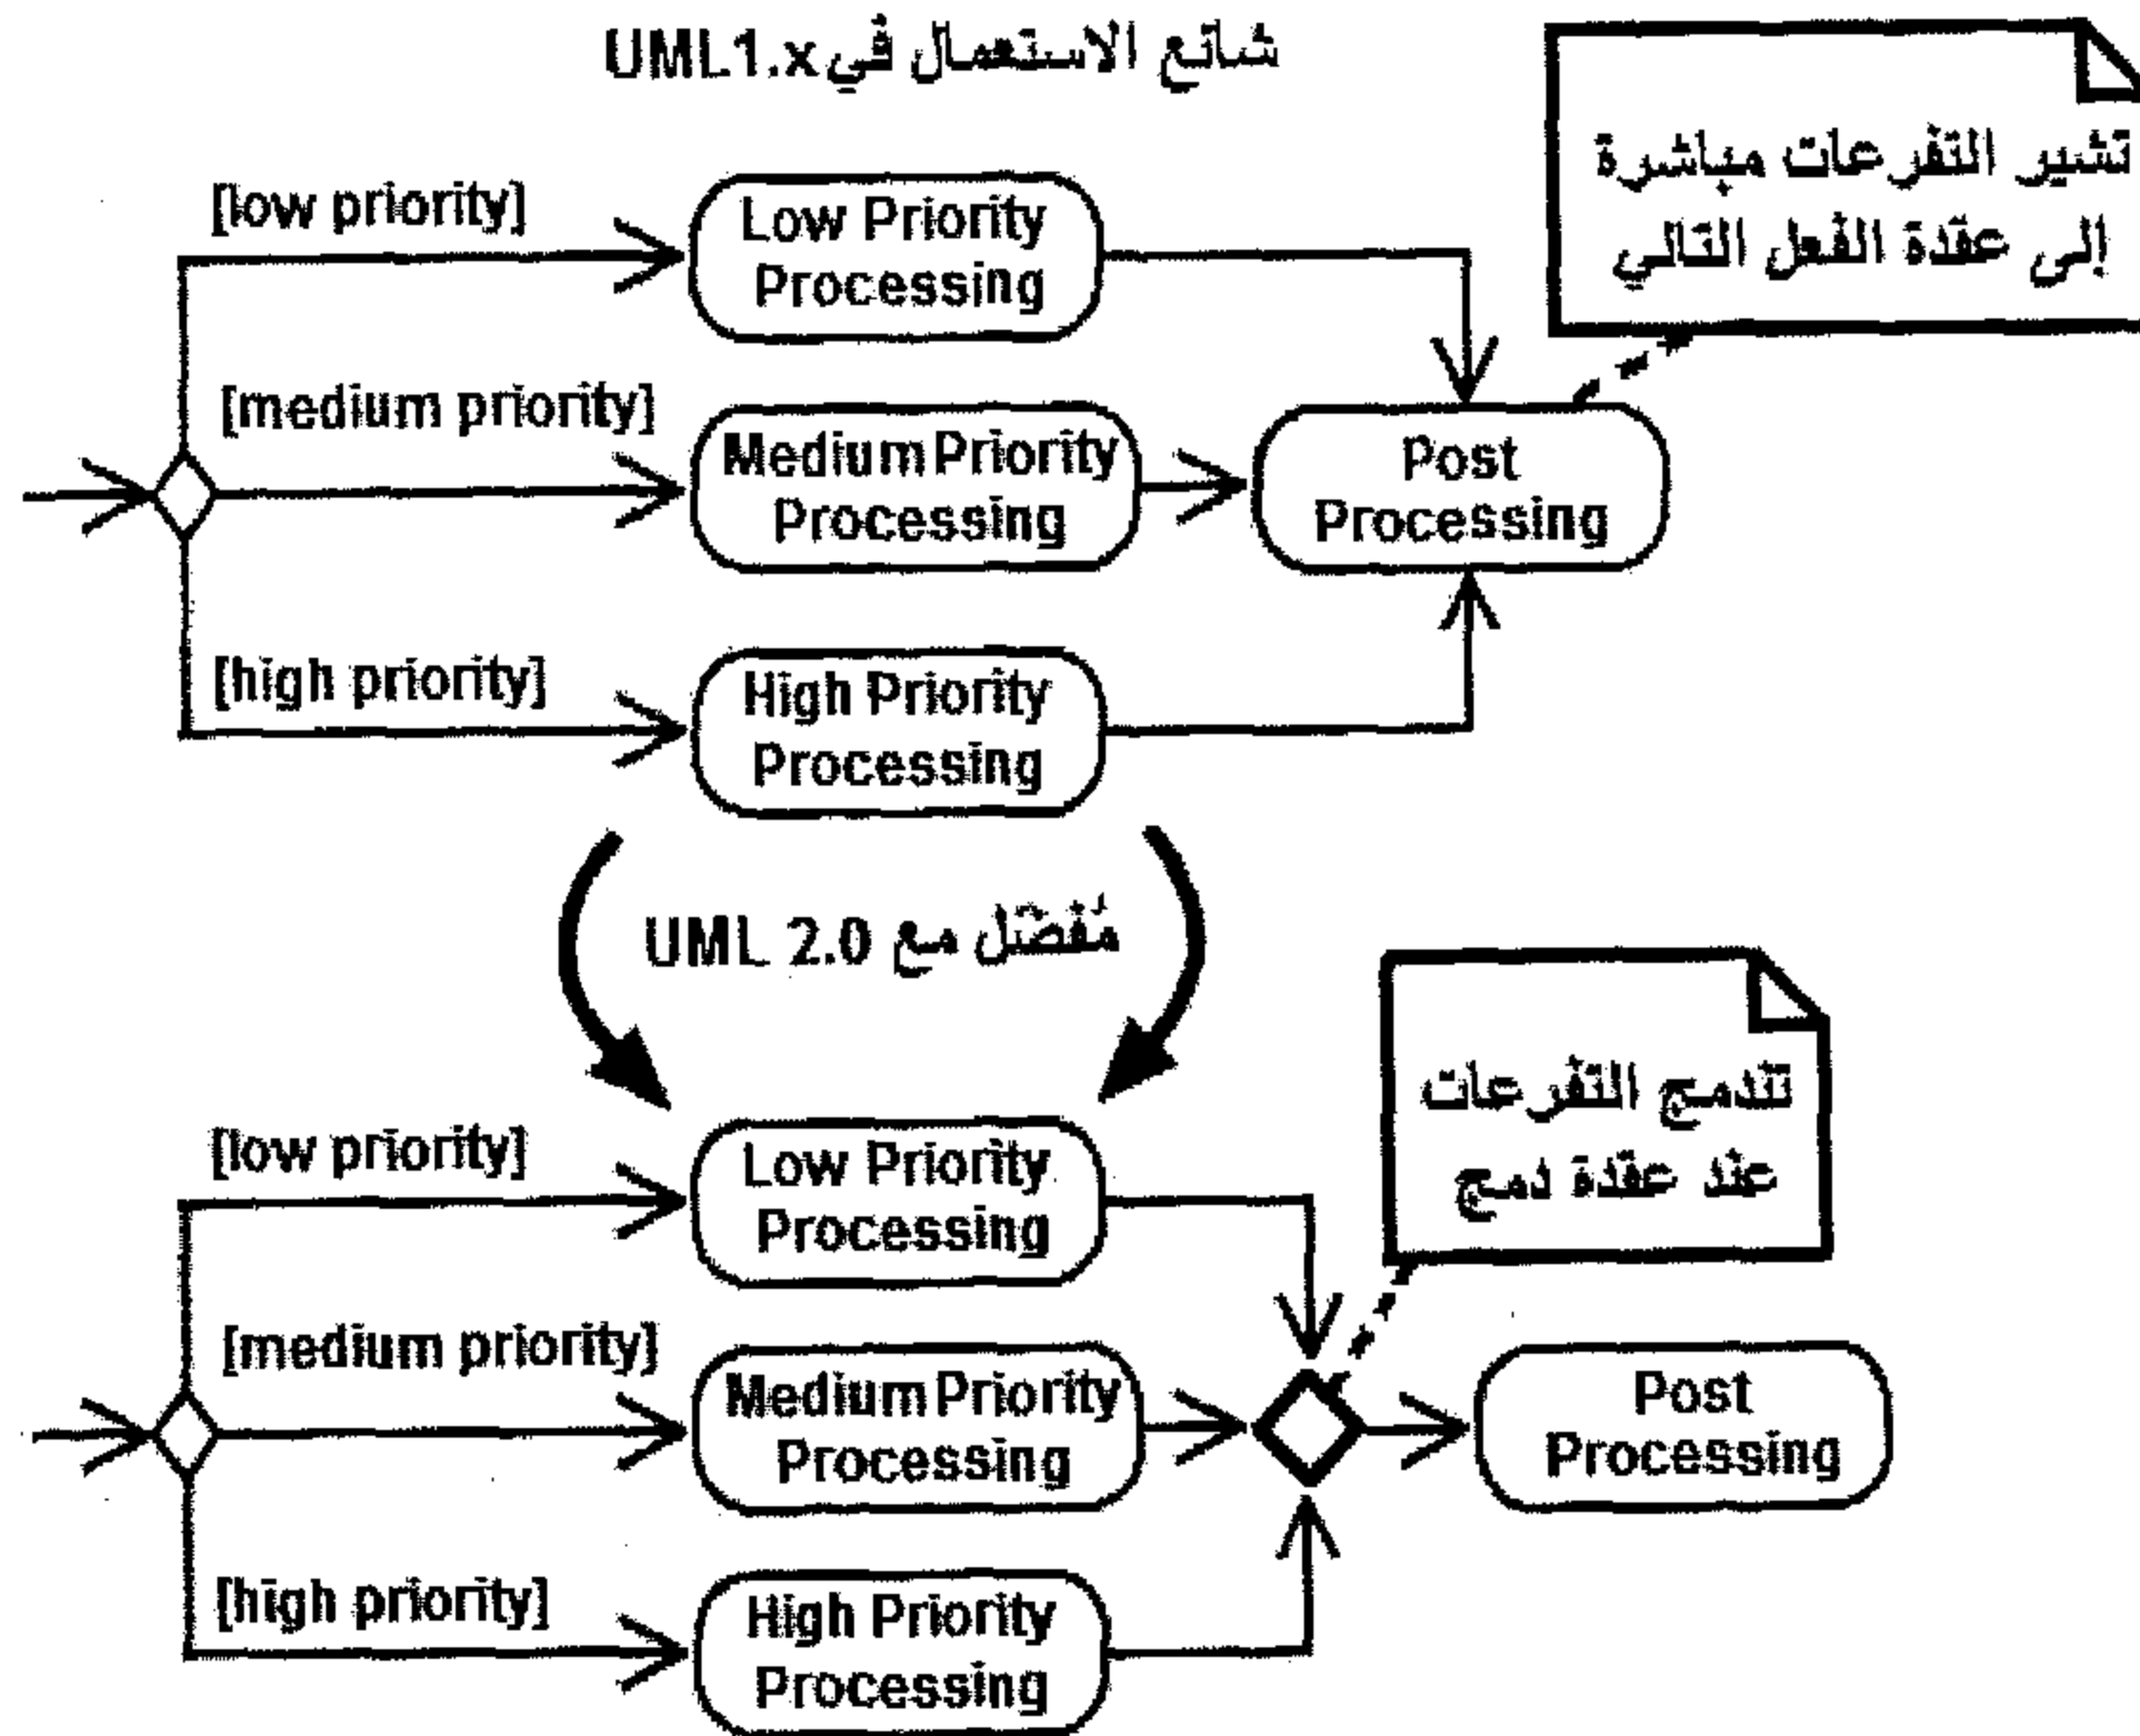 شائع الاستعمال في UML1.x
تشير التفرعات مباشرة
إلى عقدة الفعل التالي
[low priority]
Low Priority
Processing
[medium priority]
Medium Priority
Processing
Post
Processing
[high priority]
High Priority
Processing
مُفضّل مع UML 2.0
تندمج التفرعات
عند عقدة دمج
[low priority]
Low Priority
Processing
[medium priority]
Medium Priority
Processing
Post
Processing
[high priority]
High Priority
Processing